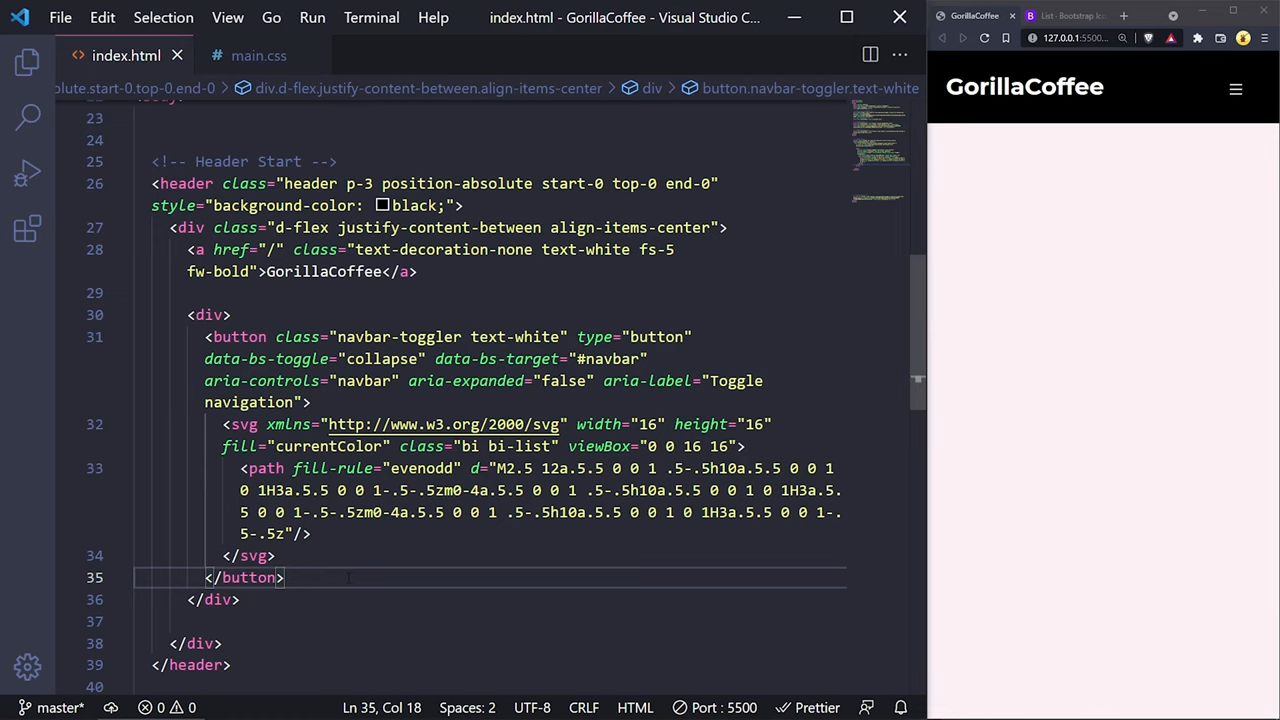 File Edit Selection View Go Run Terminal Help index.html - GorillaCoffee - Visual Studio C...
index.html # main.css
olute.start-0.top-0.end-0 > div.d-flex.justify-content-between.align-items-center > div > button.navbar-toggler.text-white
23
24
25 <!-- Header Start -->
26 <header class="header p-3 position-absolute start-0 top-0 end-0"
style="background-color: black;">
27 <div class="d-flex justify-content-between align-items-center">
28 <a href="/" class="text-decoration-none text-white fs-5
fw-bold">GorillaCoffee</a>
29
30 <div>
31 <button class="navbar-toggler text-white" type="button"
data-bs-toggle="collapse" data-bs-target="#navbar"
aria-controls="navbar" aria-expanded="false" aria-label="Toggle
navigation">
32 <svg xmlns="http://www.w3.org/2000/svg" width="16" height="16"
fill="currentColor" class="bi bi-list" viewBox="0 0 16 16">
33 <path fill-rule="evenodd" d="M2.5 12a.5.5 0 0 1 .5-.5h10a.5.5 0 0 1
0 1H3a.5.5 0 0 1-.5-.5zm0-4a.5.5 0 0 1 .5-.5h10a.5.5 0 0 1 0 1H3a.5.
5 0 0 1-.5-.5zm0-4a.5.5 0 0 1 .5-.5h10a.5.5 0 0 1 0 1H3a.5.5 0 0 1-.
5-.5z"/>
34 </svg>
35 </button>
36 </div>
37
38 </div>
39 </header>
40
master* 0 0 Ln 35, Col 18 Spaces: 2 UTF-8 CRLF HTML Port : 5500 Prettier
GorillaCoffee List · Bootstrap Ic
127.0.0.1:5500...
GorillaCoffee